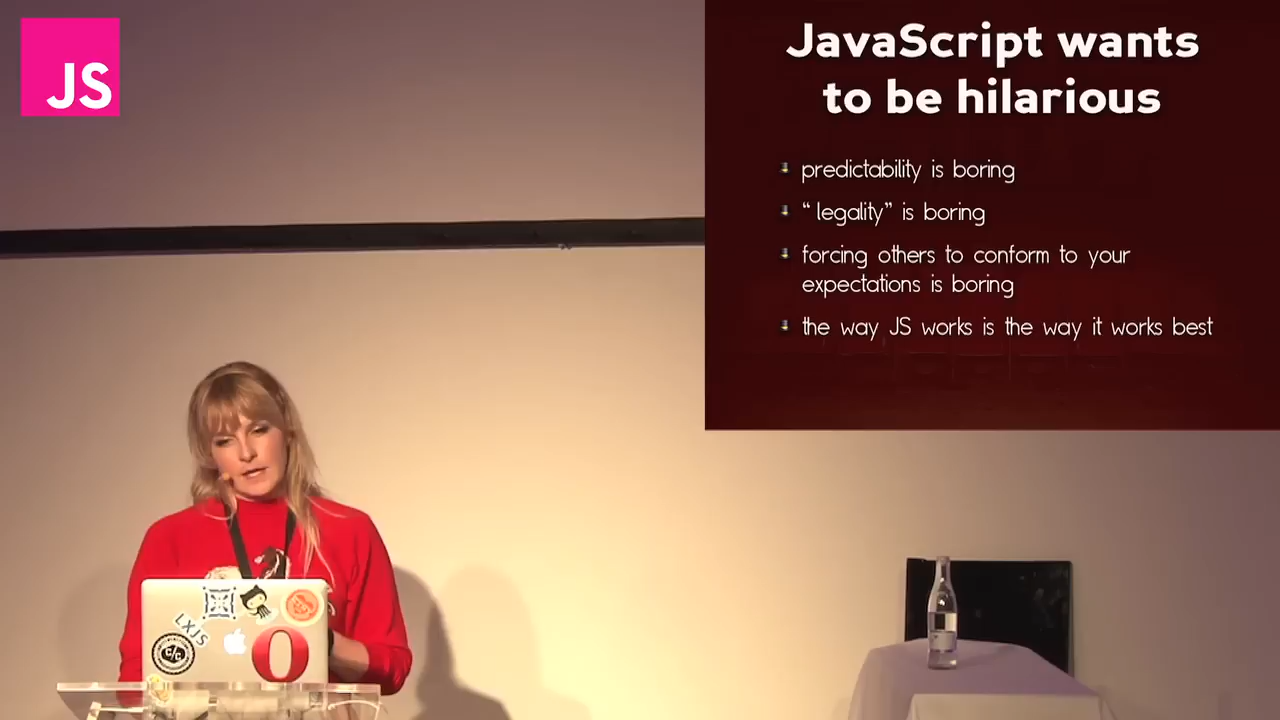 JS
JavaScript wants
to be hilarious
predictability is boring
“ legality” is boring
forcing others to conform to your
expectations is boring
the way JS works is the way it works best
LXJS
C/C
O